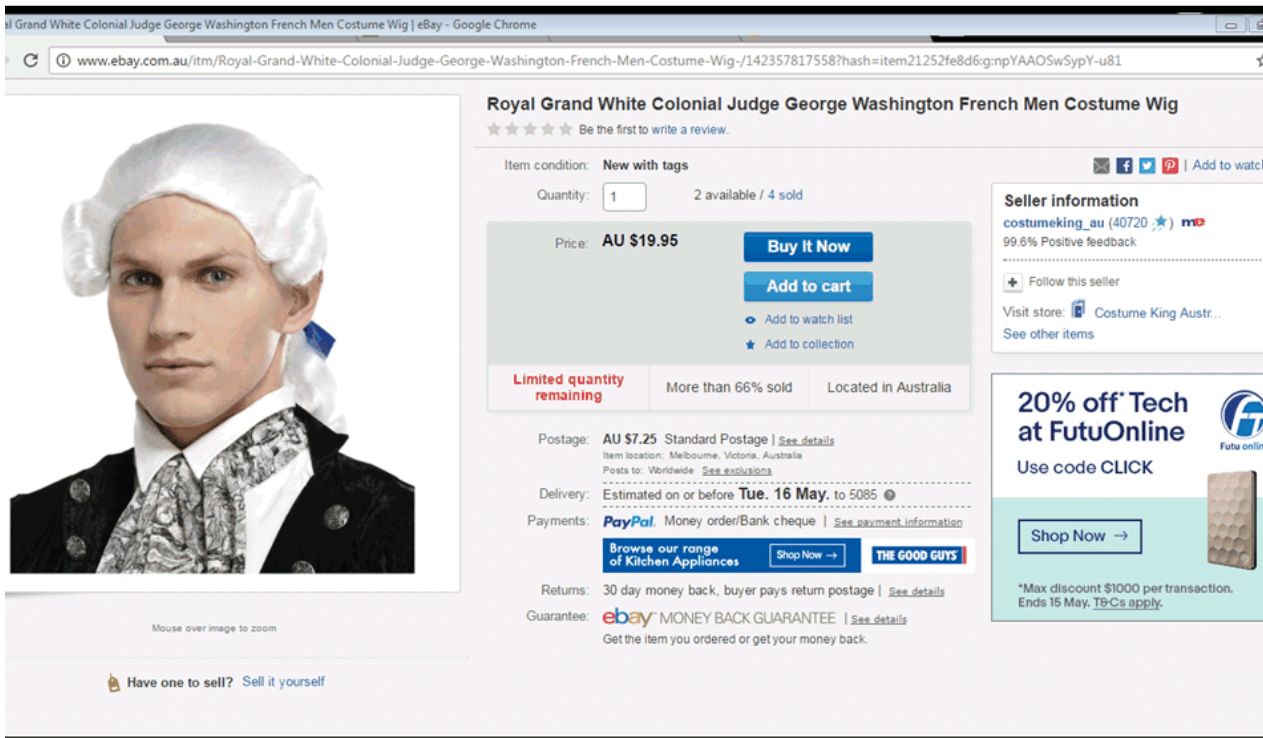 al Grand White Colonial Judge George Washington French Men Costume Wig | eBay - Google Chrome
www.ebay.com.au/itm/Royal-Grand-White-Colonial-Judge-George-Washington-French-Men-Costume-Wig-/142357817558?hash=item21252fe8d6:g:npYAAOSwSypY-u81
Royal Grand White Colonial Judge George Washington French Men Costume Wig
Be the first to write a review.
Item condition: New with tags
Add to watch
Quantity: 1 2 available / 4 sold
Price: AU $19.95
Buy It Now
Add to cart
Add to watch list
Add to collection
Limited quantity
remaining
More than 66% sold
Located in Australia
Postage: AU $7.25 Standard Postage | See details
Item location: Melbourne, Victoria, Australia
Posts to: Worldwide See exclusions
Delivery: Estimated on or before Tue. 16 May. to 5085
Payments: PayPal. Money order/Bank cheque | See payment information
Browse our range
of Kitchen Appliances
Shop Now →
THE GOOD GUYS
Returns: 30 day money back, buyer pays return postage | See details
Guarantee: ebay MONEY BACK GUARANTEE | See details
Get the item you ordered or get your money back.
Seller information
costumeking_au (40720 ) me
99.6% Positive feedback
Follow this seller
Visit store: Costume King Austr...
See other items
20% off* Tech
at FutuOnline
Use code CLICK
Futu onlin
Shop Now →
*Max discount $1000 per transaction.
Ends 15 May. T&Cs apply.
Mouse over image to zoom
Have one to sell? Sell it yourself